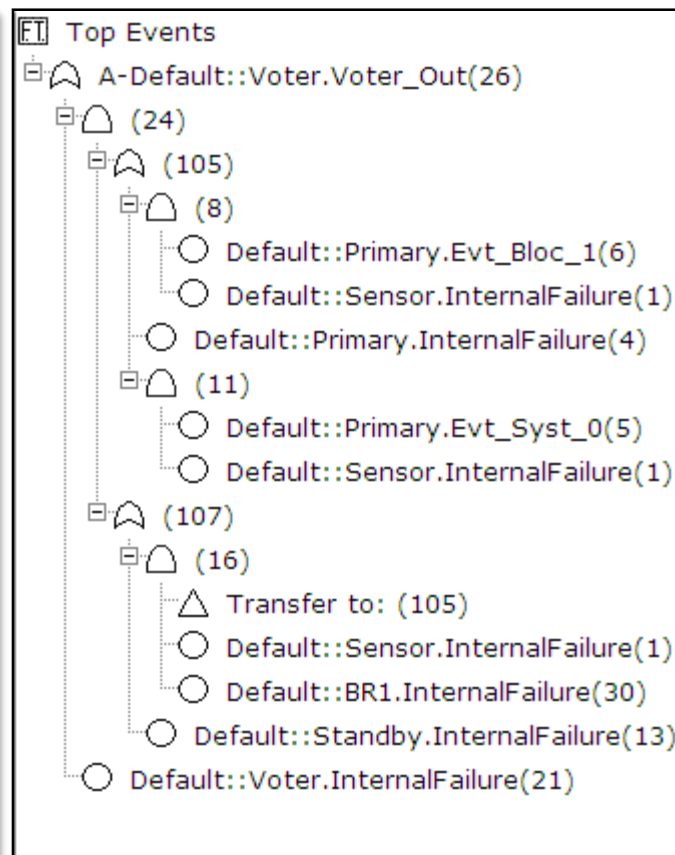 FT Top Events
A-Default::Voter.Voter_Out(26)
(24)
(105)
(8)
Default::Primary.Evt_Bloc_1(6)
Default::Sensor.InternalFailure(1)
Default::Primary.InternalFailure(4)
(11)
Default::Primary.Evt_Syst_0(5)
Default::Sensor.InternalFailure(1)
(107)
(16)
Transfer to: (105)
Default::Sensor.InternalFailure(1)
Default::BR1.InternalFailure(30)
Default::Standby.InternalFailure(13)
Default::Voter.InternalFailure(21)